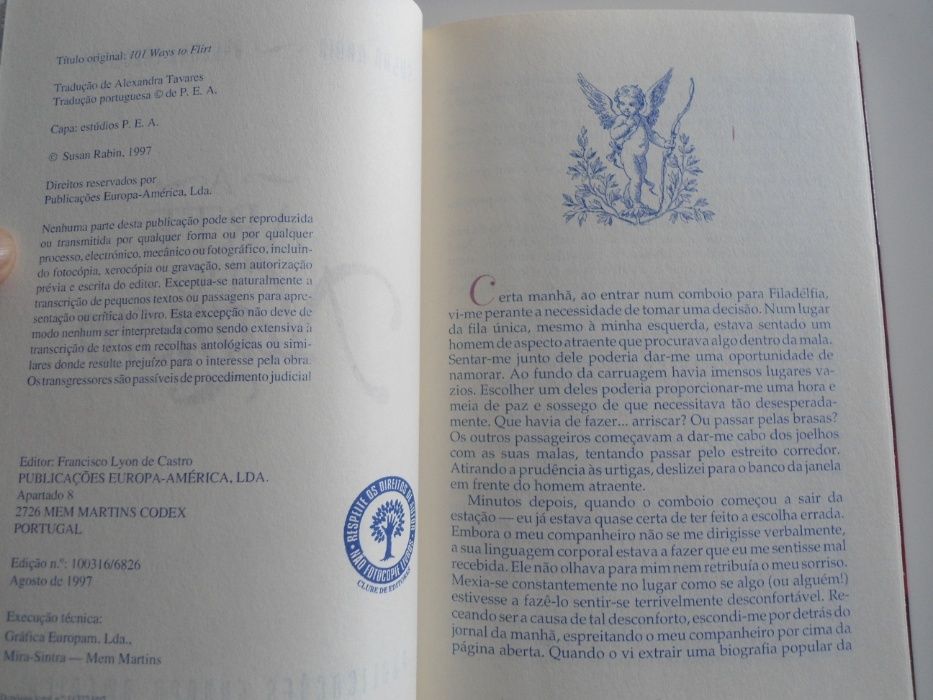 Título original: 101 Ways to Flirt
Tradução de Alexandra Tavares
Tradução portuguesa © de P. E. A.
Capa: estúdios P. E. A.
© Susan Rabin, 1997
Direitos reservados por
Publicações Europa-América, Lda.
Nenhuma parte desta publicação pode ser reproduzida
ou transmitida por qualquer forma ou por qualquer
processo, electrónico, mecânico ou fotográfico, incluin-
do fotocópia, xerocópia ou gravação, sem autorização
prévia e escrita do editor. Exceptua-se naturalmente a
transcrição de pequenos textos ou passagens para apre-
sentação ou crítica do livro. Esta excepção não deve de
modo nenhum ser interpretada como sendo extensiva à
transcrição de textos em recolhas antológicas ou simi-
lares donde resulte prejuízo para o interesse pela obra.
Os transgressores são passíveis de procedimento judicial
Editor: Francisco Lyon de Castro
PUBLICAÇÕES EUROPA-AMÉRICA, LDA.
Apartado 8
2726 MEM MARTINS CODEX
PORTUGAL
RESPEITE OS DIREITOS DE AUTOR
NÃO FOTOCOPIE LIVROS
CLUBE DE EDITORES
Edição n.º: 100316/6826
Agosto de 1997
Execução técnica:
Gráfica Europam, Lda.,
Mira-Sintra — Mem Martins
Certa manhã, ao entrar num comboio para Filadélfia,
vi-me perante a necessidade de tomar uma decisão. Num lugar
da fila única, mesmo à minha esquerda, estava sentado um
homem de aspecto atraente que procurava algo dentro da mala.
Sentar-me junto dele poderia dar-me uma oportunidade de
namorar. Ao fundo da carruagem havia imensos lugares va-
zios. Escolher um deles poderia proporcionar-me uma hora e
meia de paz e sossego de que necessitava tão desesperada-
mente. Que havia de fazer... arriscar? Ou passar pelas brasas?
Os outros passageiros começavam a dar-me cabo dos joelhos
com as suas malas, tentando passar pelo estreito corredor.
Atirando a prudência às urtigas, deslizei para o banco da janela
em frente do homem atraente.
Minutos depois, quando o comboio começou a sair da
estação — eu já estava quase certa de ter feito a escolha errada.
Embora o meu companheiro não se me dirigisse verbalmente,
a sua linguagem corporal estava a fazer que eu me sentisse mal
recebida. Ele não olhava para mim nem retribuía o meu sorriso.
Mexia-se constantemente no lugar como se algo (ou alguém!)
estivesse a fazê-lo sentir-se terrivelmente desconfortável. Re-
ceando ser a causa de tal desconforto, escondi-me por detrás do
jornal da manhã, espreitando o meu companheiro por cima da
página aberta. Quando o vi extrair uma biografia popular da